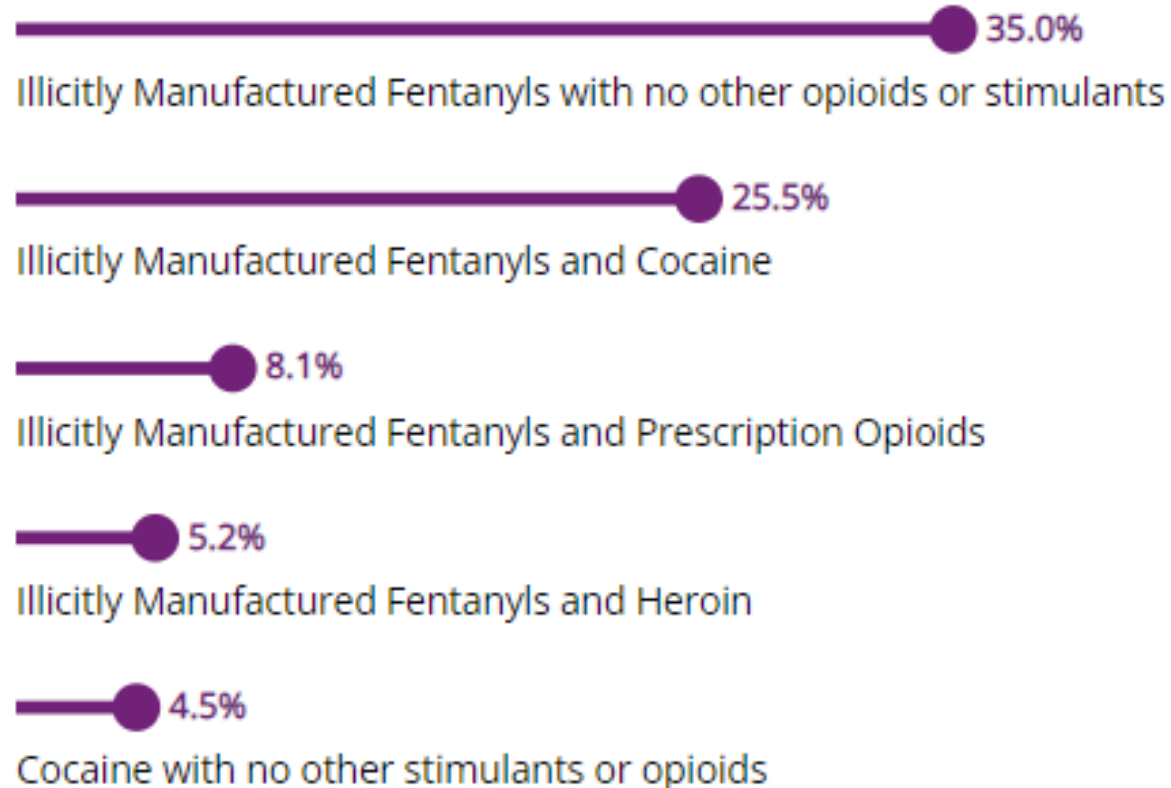 35.0%
Illicitly Manufactured Fentanyls with no other opioids or stimulants
25.5%
Illicitly Manufactured Fentanyls and Cocaine
8.1%
Illicitly Manufactured Fentanyls and Prescription Opioids
5.2%
Illicitly Manufactured Fentanyls and Heroin
4.5%
Cocaine with no other stimulants or opioids